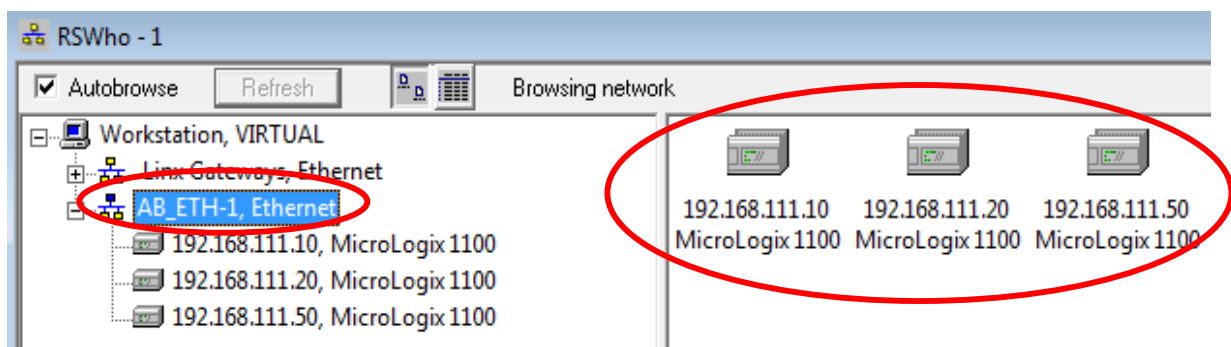 RSWho - 1
Autobrowse
Refresh
Browsing network
Workstation, VIRTUAL
Linx Gateways, Ethernet
AB_ETH-1, Ethernet
192.168.111.10, MicroLogix 1100
192.168.111.20, MicroLogix 1100
192.168.111.50, MicroLogix 1100
192.168.111.10 192.168.111.20 192.168.111.50
MicroLogix 1100 MicroLogix 1100 MicroLogix 1100